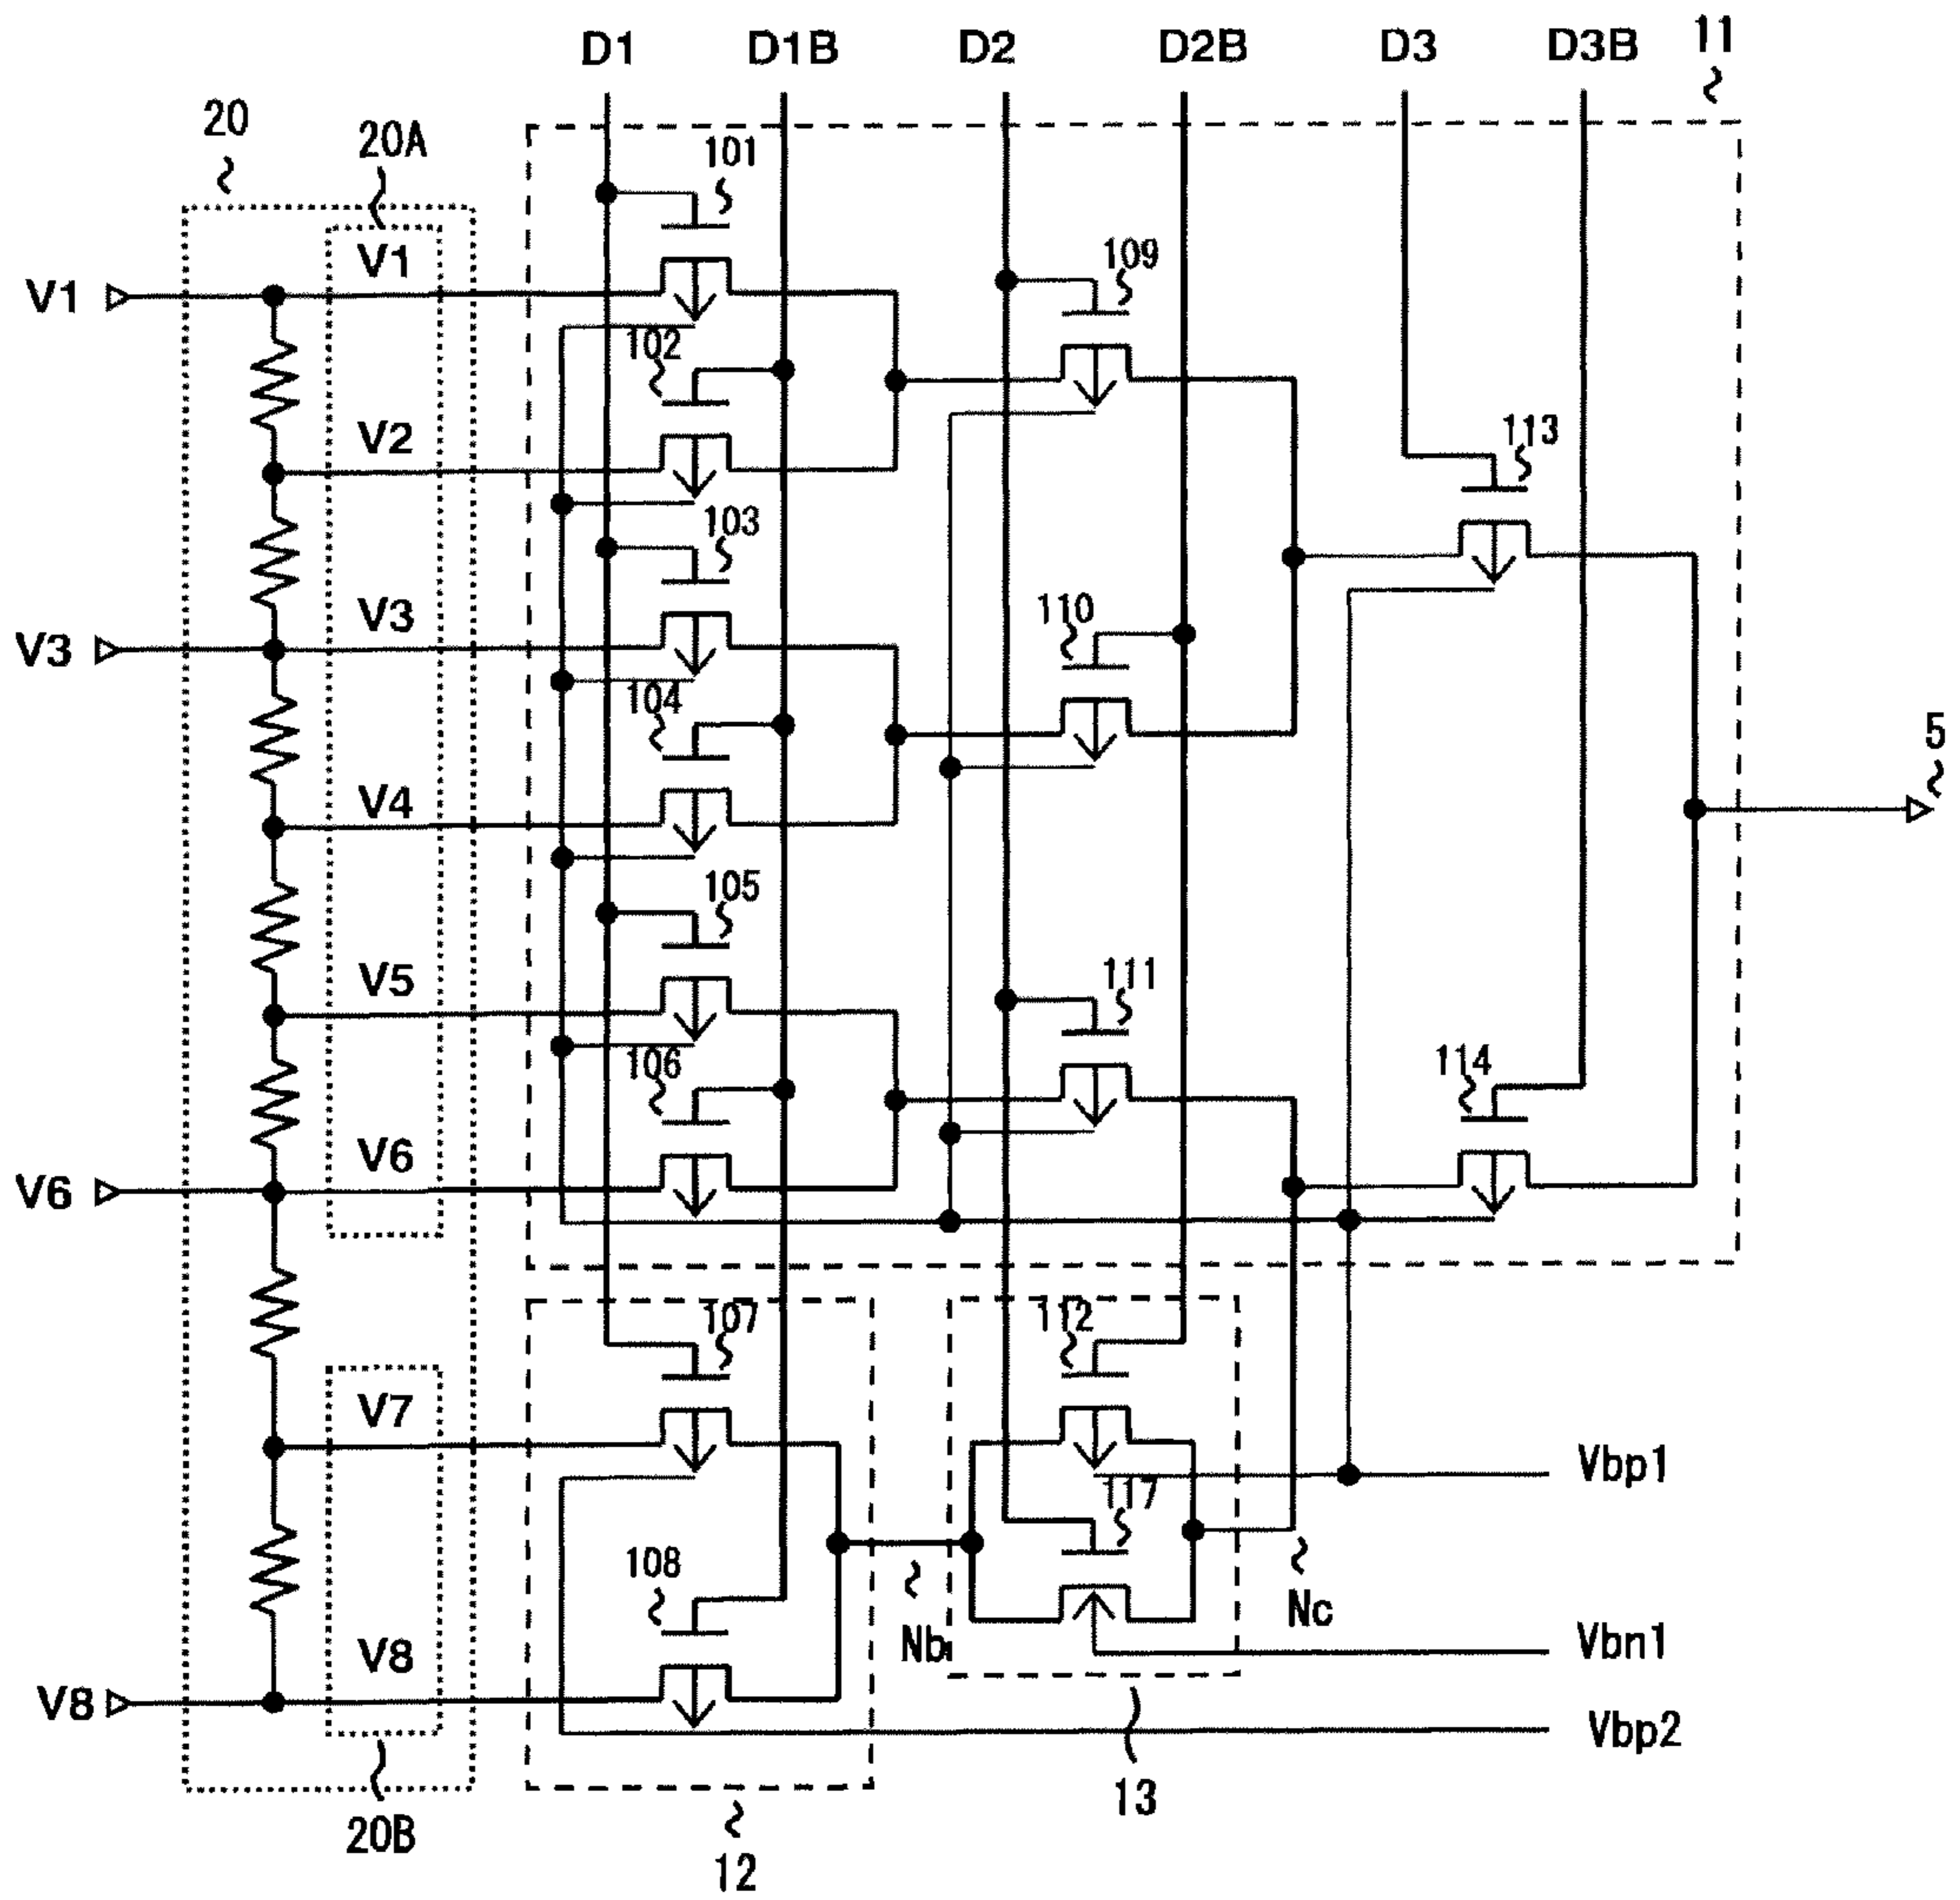 D1 D1B D2 D2B D3 D3B 11
20 20A 101
V1 V1 109
102
V2 113
103
V3 V3 110
104
V4 5
105
V5 111
106 114
V6 V6
107 112
V7 Vbp1
117
108 Nb Nc
V8 V8 Vbn1
Vbp2
20B 12 13